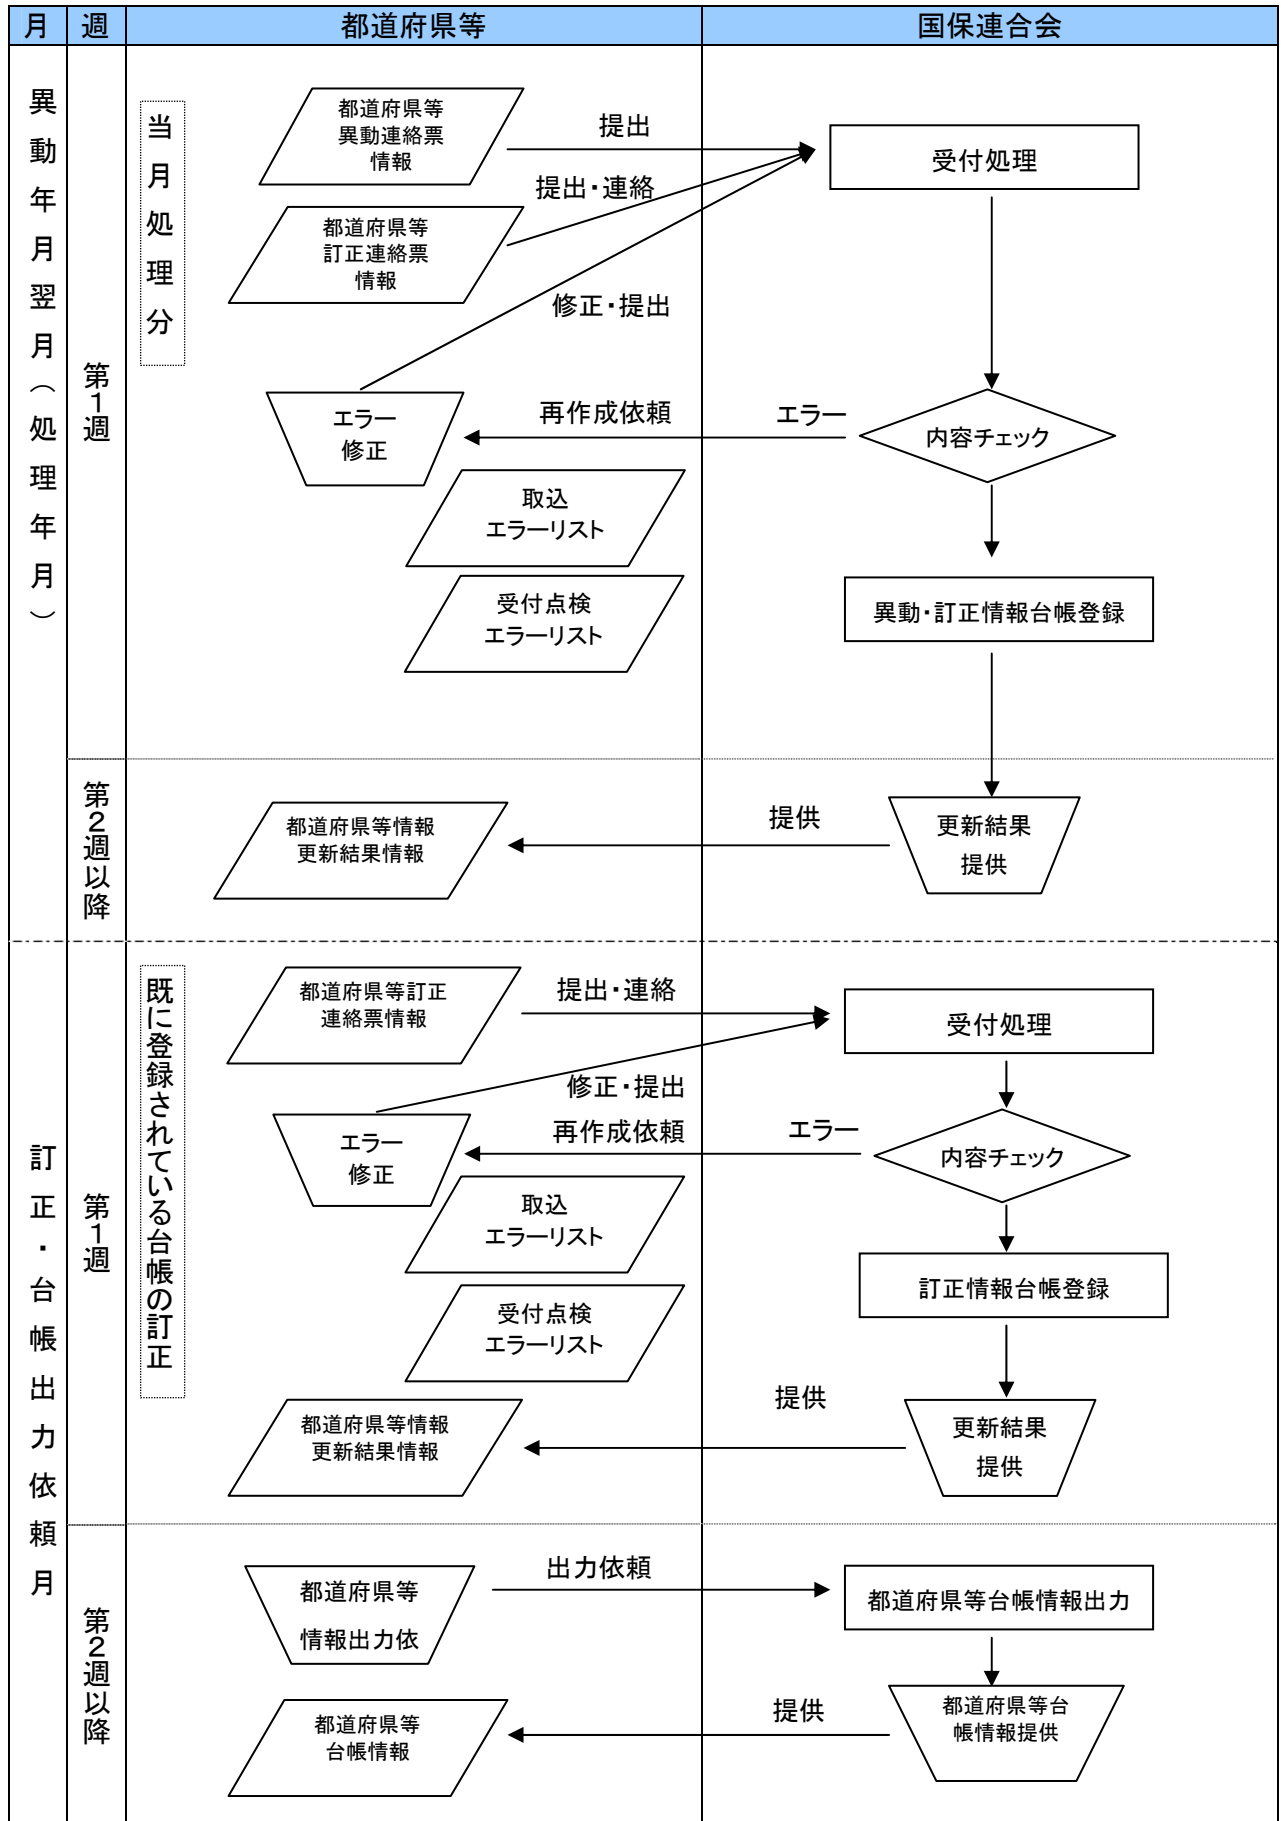 月
週
都道府県等
国保連合会
異動年月翌月（処理年月）
第1週
当月処理分
都道府県等
異動連絡票
情報
提出
受付処理
提出・連絡
都道府県等
訂正連絡票
情報
修正・提出
エラー
修正
再作成依頼
エラー
内容チェック
取込
エラーリスト
受付点検
エラーリスト
異動・訂正情報台帳登録
第2週以降
都道府県等情報
更新結果情報
提供
更新結果
提供
訂正・台帳出力依頼月
第1週
既に登録されている台帳の訂正
都道府県等訂正
連絡票情報
提出・連絡
受付処理
修正・提出
エラー
修正
再作成依頼
エラー
内容チェック
取込
エラーリスト
訂正情報台帳登録
受付点検
エラーリスト
都道府県等情報
更新結果情報
提供
更新結果
提供
第2週以降
都道府県等
情報出力依
出力依頼
都道府県等台帳情報出力
都道府県等
台帳情報
提供
都道府県等台
帳情報提供